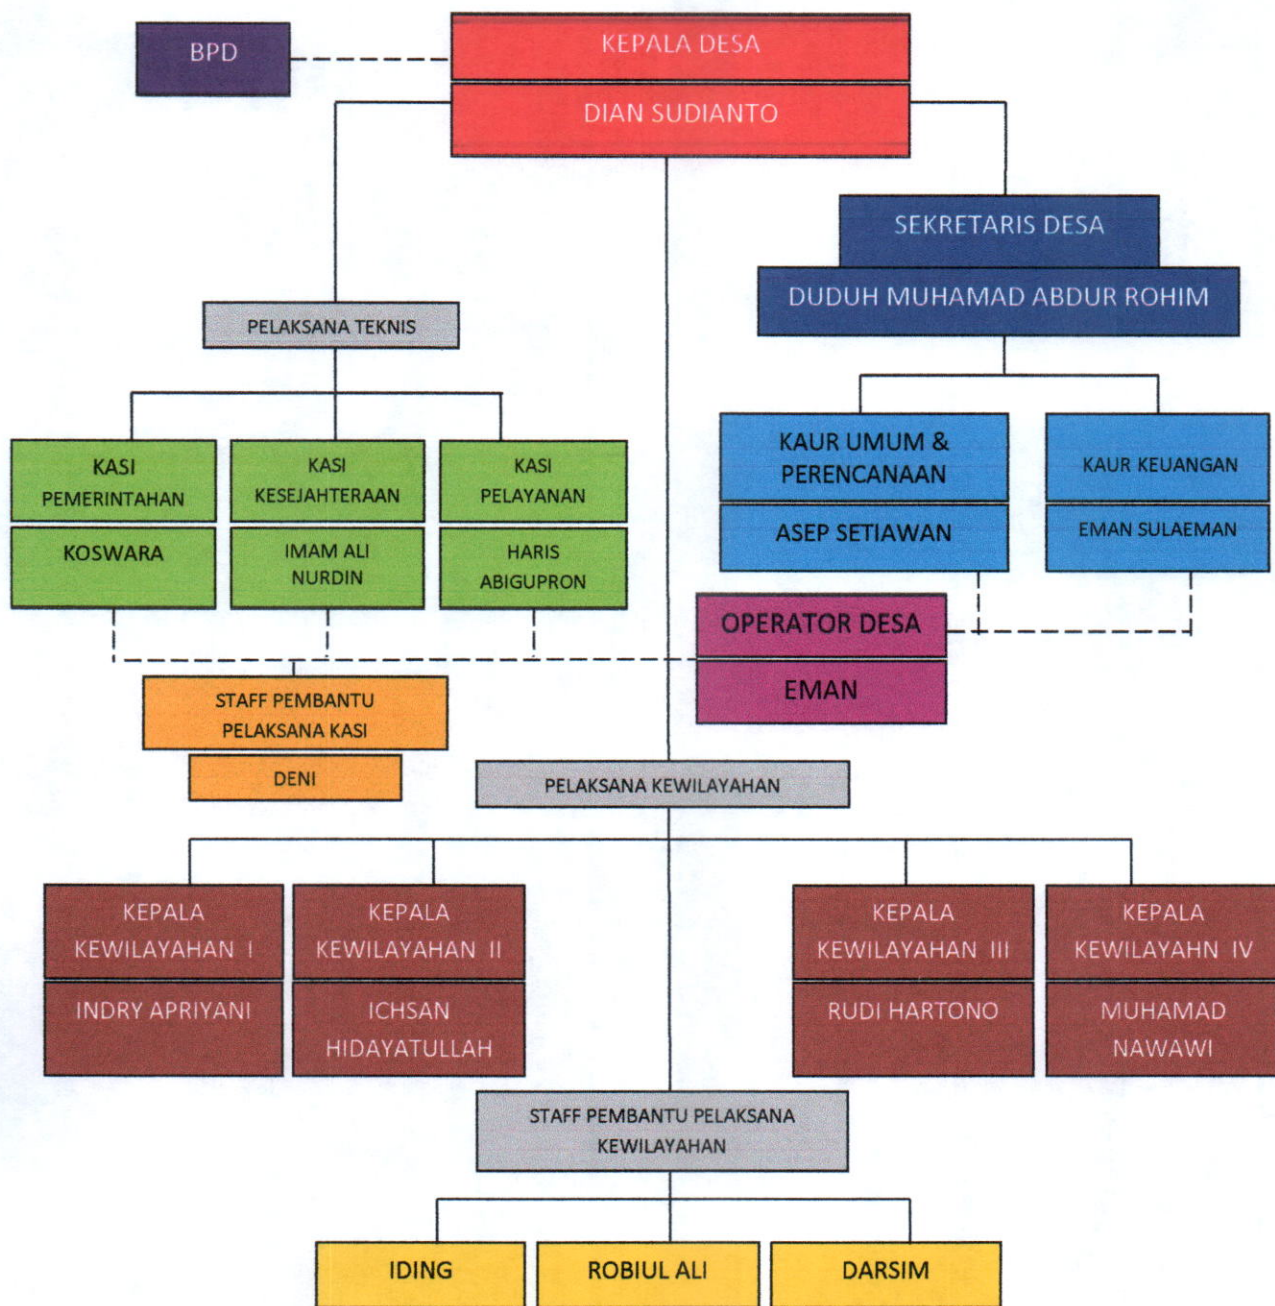 BPD
KEPALA DESA
DIAN SUDIANTO
SEKRETARIS DESA
DUDUH MUHAMAD ABDUR ROHIM
PELAKSANA TEKNIS
KASI
PEMERINTAHAN
KOSWARA
KASI
KESEJAHTERAAN
IMAM ALI
NURDIN
KASI
PELAYANAN
HARIS
ABIGUPRON
KAUR UMUM &
PERENCANAAN
ASEP SETIAWAN
KAUR KEUANGAN
EMAN SULAEMAN
OPERATOR DESA
EMAN
STAFF PEMBANTU
PELAKSANA KASI
DENI
PELAKSANA KEWILAYAHAN
KEPALA
KEWILAYAHAN I
INDRY APRIYANI
KEPALA
KEWILAYAHAN II
ICHSAN
HIDAYATULLAH
KEPALA
KEWILAYAHAN III
RUDI HARTONO
KEPALA
KEWILAYAHN IV
MUHAMAD
NAWAWI
STAFF PEMBANTU PELAKSANA
KEWILAYAHAN
IDING
ROBIUL ALI
DARSIM